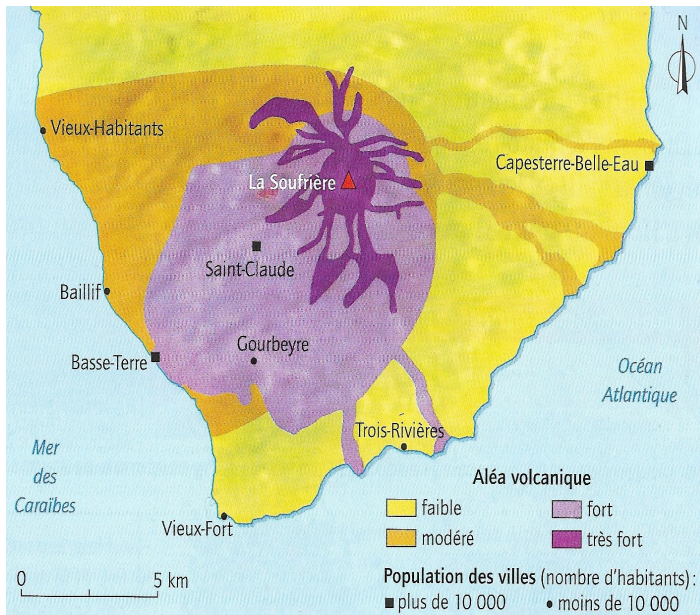 N
Vieux-Habitants
Capesterre-Belle-Eau
La Soufrière
Saint-Claude
Baillif
Gourbeyre
Basse-Terre
Océan
Atlantique
Trois-Rivières
Mer
des
Caraïbes
Vieux-Fort
Aléa volcanique
faible
fort
modéré
très fort
0 5 km
Population des villes (nombre d'habitants) :
plus de 10 000
moins de 10 000